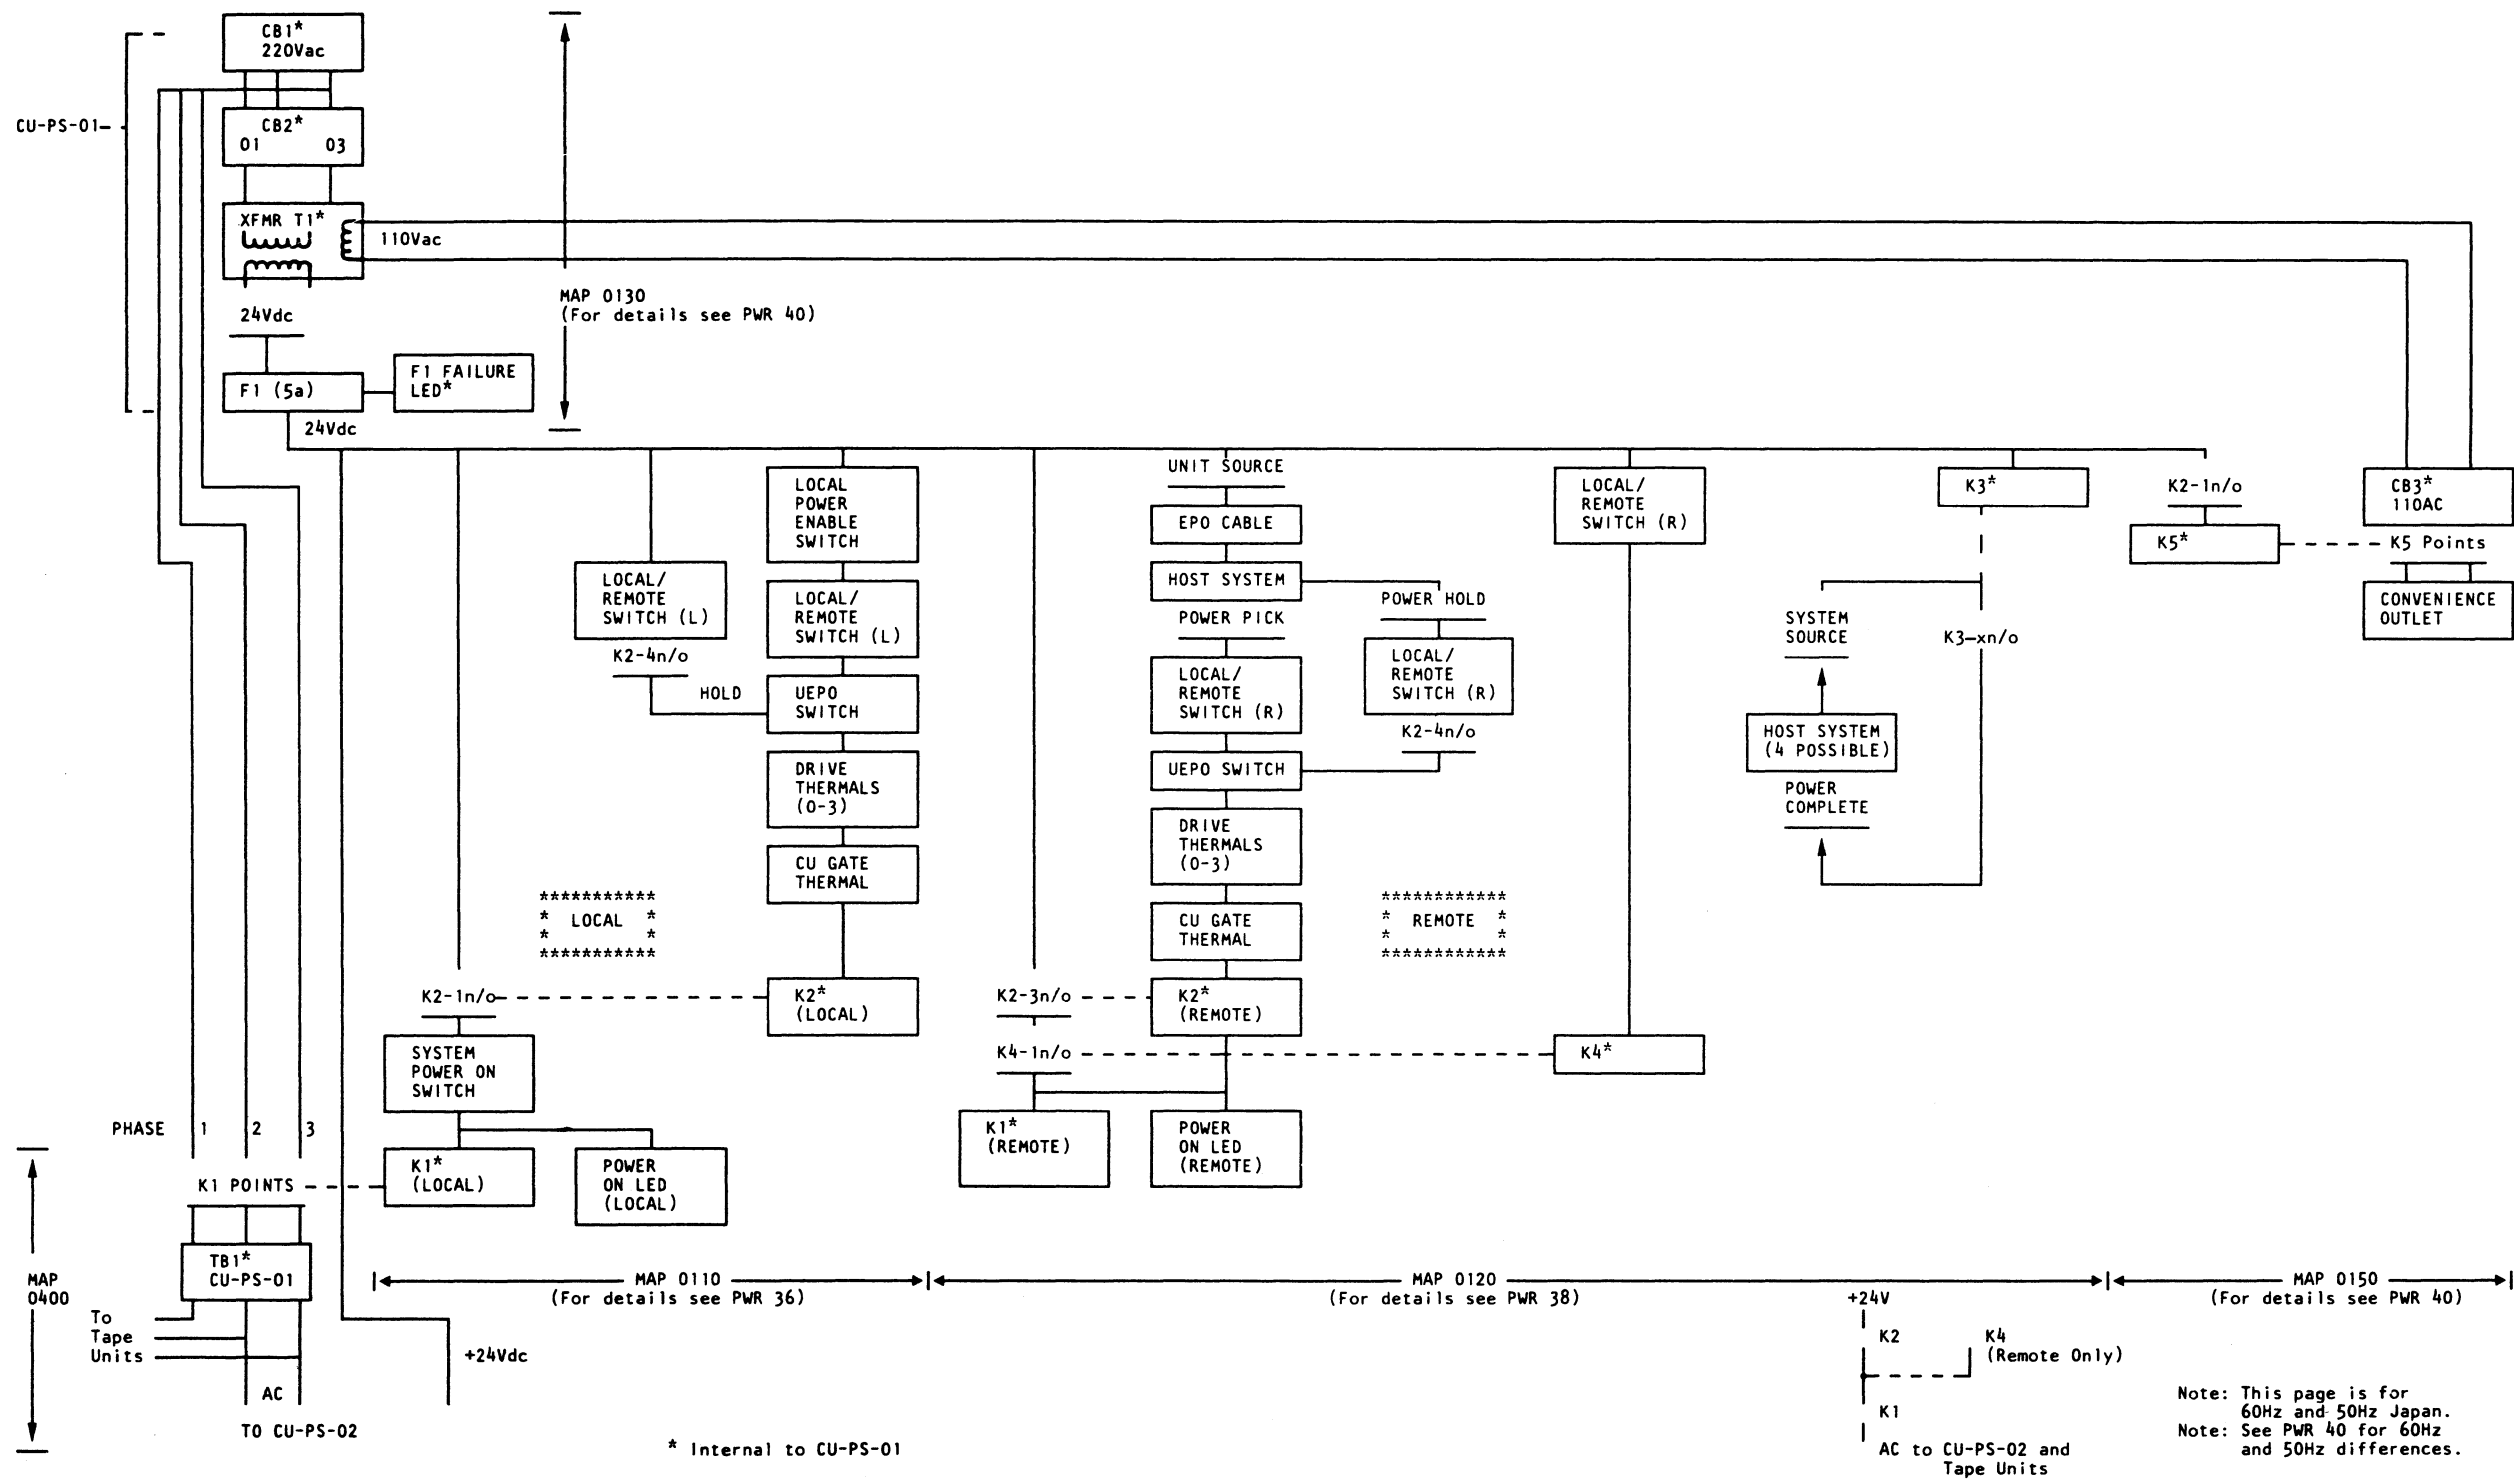 CB1*
220Vac
CU-PS-01
CB2*
01 03
XFMR T1*
110Vac
MAP 0130
(For details see PWR 40)
24Vdc
F1 (5a)
F1 FAILURE
LED*
24Vdc
LOCAL
POWER
ENABLE
SWITCH
LOCAL/
REMOTE
SWITCH (L)
K2-4n/o
HOLD
LOCAL/
REMOTE
SWITCH (L)
UEPO
SWITCH
DRIVE
THERMALS
(0-3)
CU GATE
THERMAL
***********
* LOCAL *
* *
***********
K2-1n/o
K2*
(LOCAL)
SYSTEM
POWER ON
SWITCH
K1*
(LOCAL)
POWER
ON LED
(LOCAL)
UNIT SOURCE
EPO CABLE
HOST SYSTEM
POWER PICK
LOCAL/
REMOTE
SWITCH (R)
UEPO SWITCH
DRIVE
THERMALS
(0-3)
CU GATE
THERMAL
K2-3n/o
K2*
(REMOTE)
K4-1n/o
K1*
(REMOTE)
POWER
ON LED
(REMOTE)
POWER HOLD
LOCAL/
REMOTE
SWITCH (R)
K2-4n/o
************
* REMOTE *
* *
************
LOCAL/
REMOTE
SWITCH (R)
K4*
K3*
SYSTEM
SOURCE
K3-xn/o
HOST SYSTEM
(4 POSSIBLE)
POWER
COMPLETE
K2-1n/o
K5*
CB3*
110AC
K5 Points
CONVENIENCE
OUTLET
PHASE 1 2 3
K1 POINTS
TB1*
CU-PS-01
MAP
0400
To
Tape
Units
AC
TO CU-PS-02
+24Vdc
MAP 0110
(For details see PWR 36)
MAP 0120
(For details see PWR 38)
MAP 0150
(For details see PWR 40)
+24V
K2
K4
(Remote Only)
K1
AC to CU-PS-02 and
Tape Units
* Internal to CU-PS-01
Note: This page is for
60Hz and 50Hz Japan.
Note: See PWR 40 for 60Hz
and 50Hz differences.